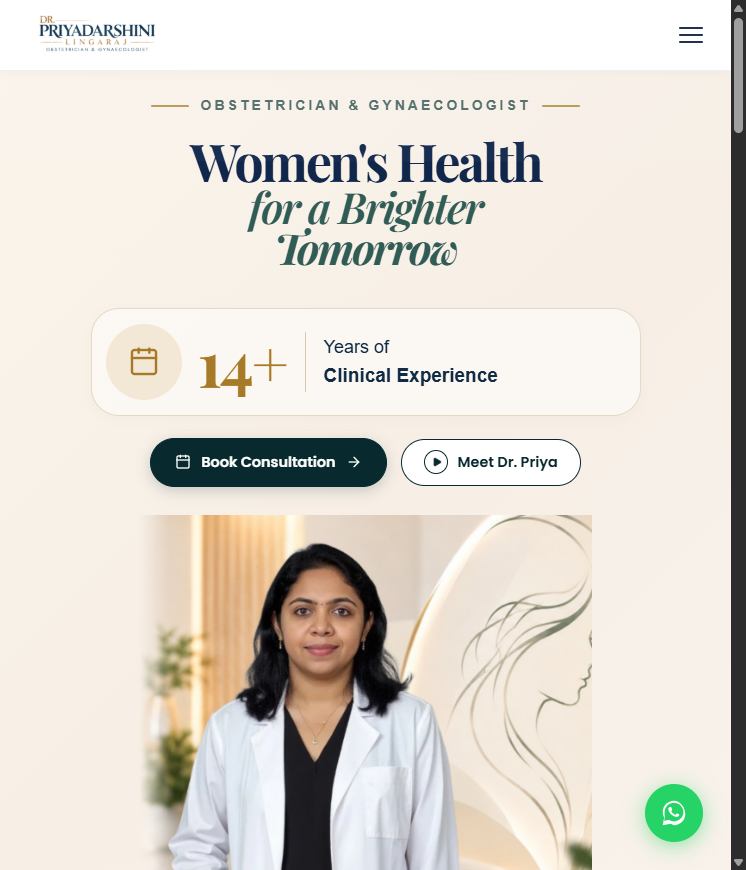 DR.
PRIYADARSHINI
LINGARAJ
OBSTETRICIAN & GYNAECOLOGIST
OBSTETRICIAN & GYNAECOLOGIST
Women's Health
for a Brighter
Tomorrow
14+
Years of
Clinical Experience
Book Consultation
Meet Dr. Priya